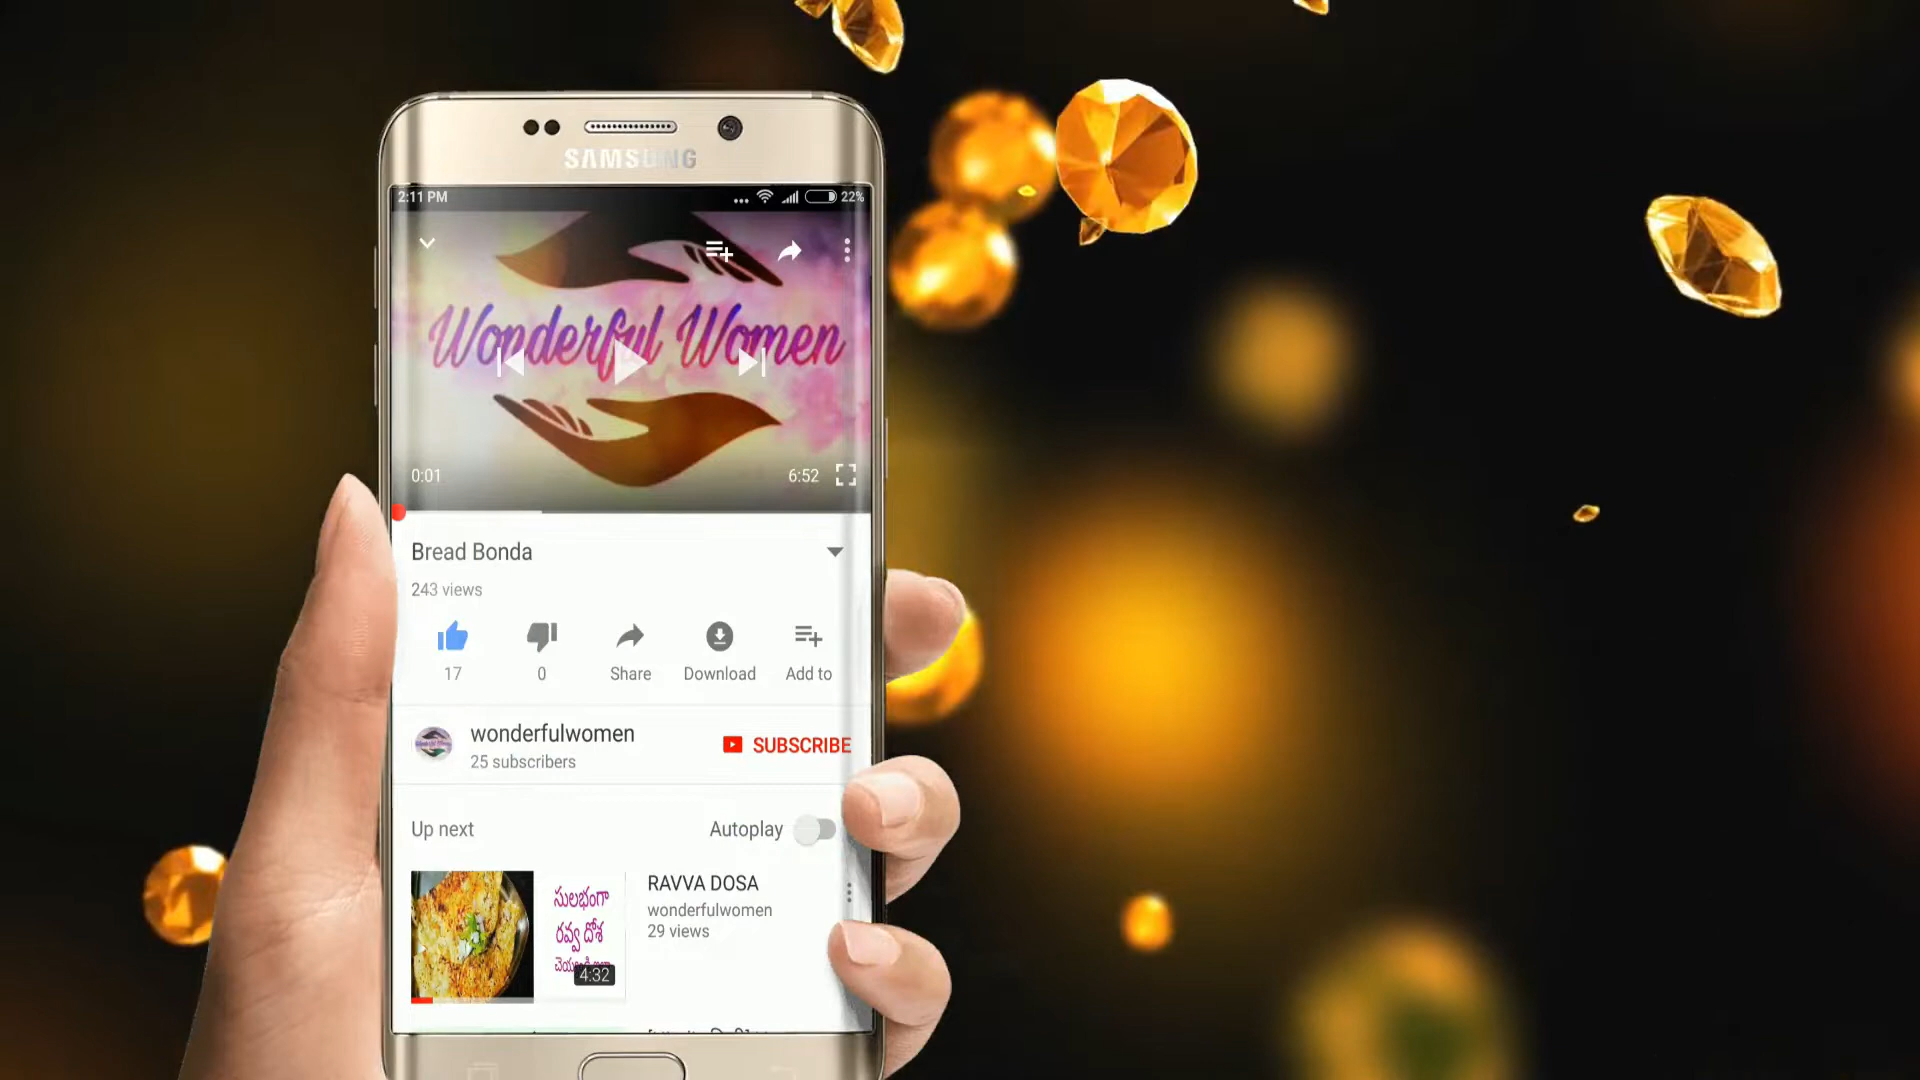 SAMSUNG
2:11 PM
22%
Wonderful Women
0:01
6:52
Bread Bonda
243 views
17
0
Share
Download
Add to
wonderfulwomen
25 subscribers
SUBSCRIBE
Up next
Autoplay
RAVVA DOSA
wonderfulwomen
29 views
సులభంగా
రవ్వ దోశ
4:32